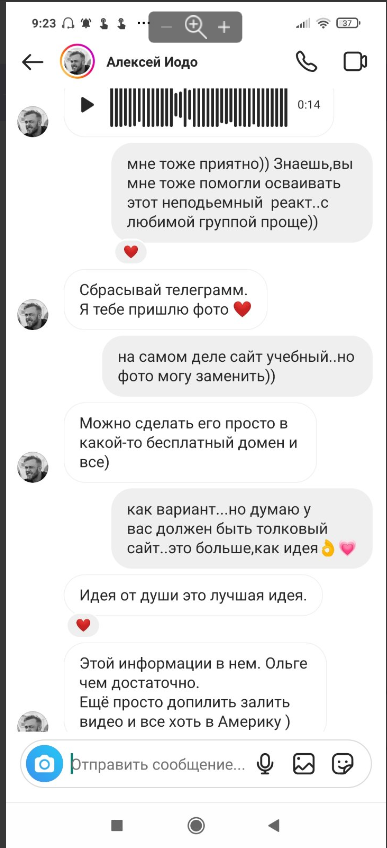 9:23
37
Алексей Иодо
0:14
мне тоже приятно)) Знаешь,вы
мне тоже помогли осваивать
этот неподьемный реакт..с
любимой группой проще))
Сбрасывай телеграмм.
Я тебе пришлю фото
на самом деле сайт учебный..но
фото могу заменить))
Можно сделать его просто в
какой-то бесплатный домен и
все)
как вариант...но думаю у
вас должен быть толковый
сайт..это больше,как идея
Идея от души это лучшая идея.
Этой информации в нем. Ольге
чем достаточно.
Ещё просто допилить залить
видео и все хоть в Америку )
Отправить сообщение...